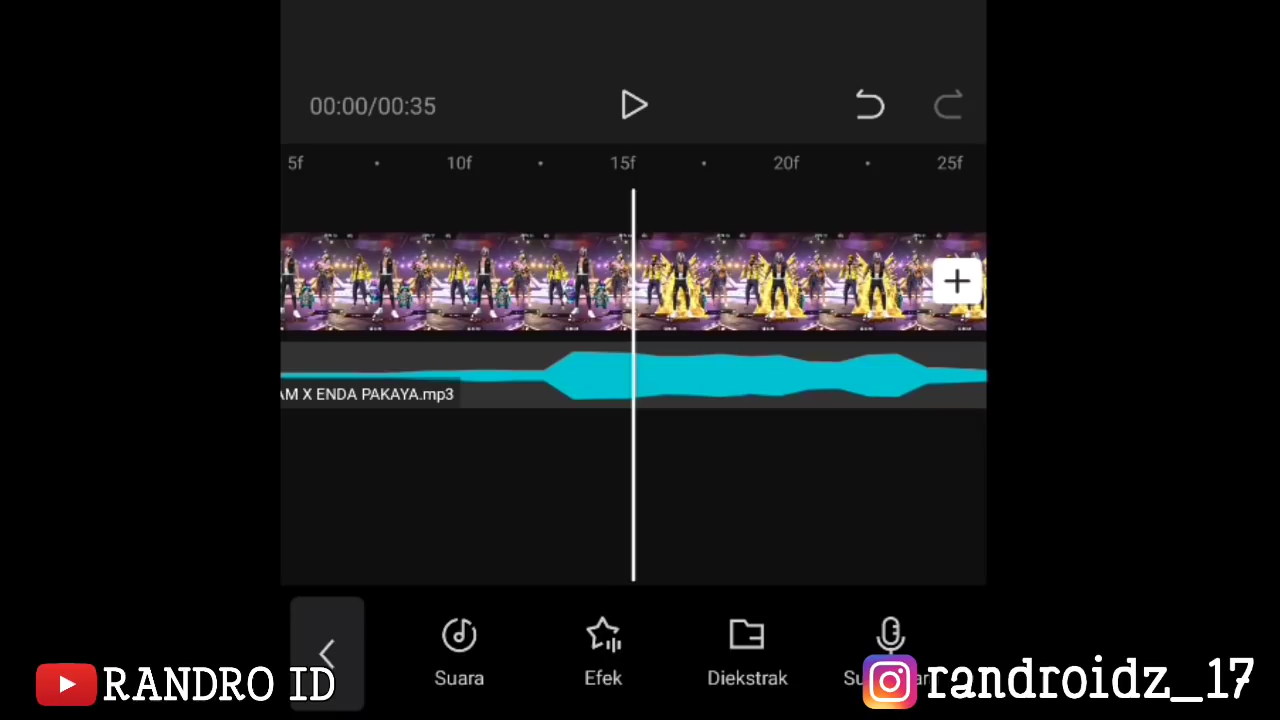 00:00/00:35
5f 10f 15f 20f 25f
AM X ENDA PAKAYA.mp3
Suara Efek Diekstrak
RANDRO ID
randroidz_17